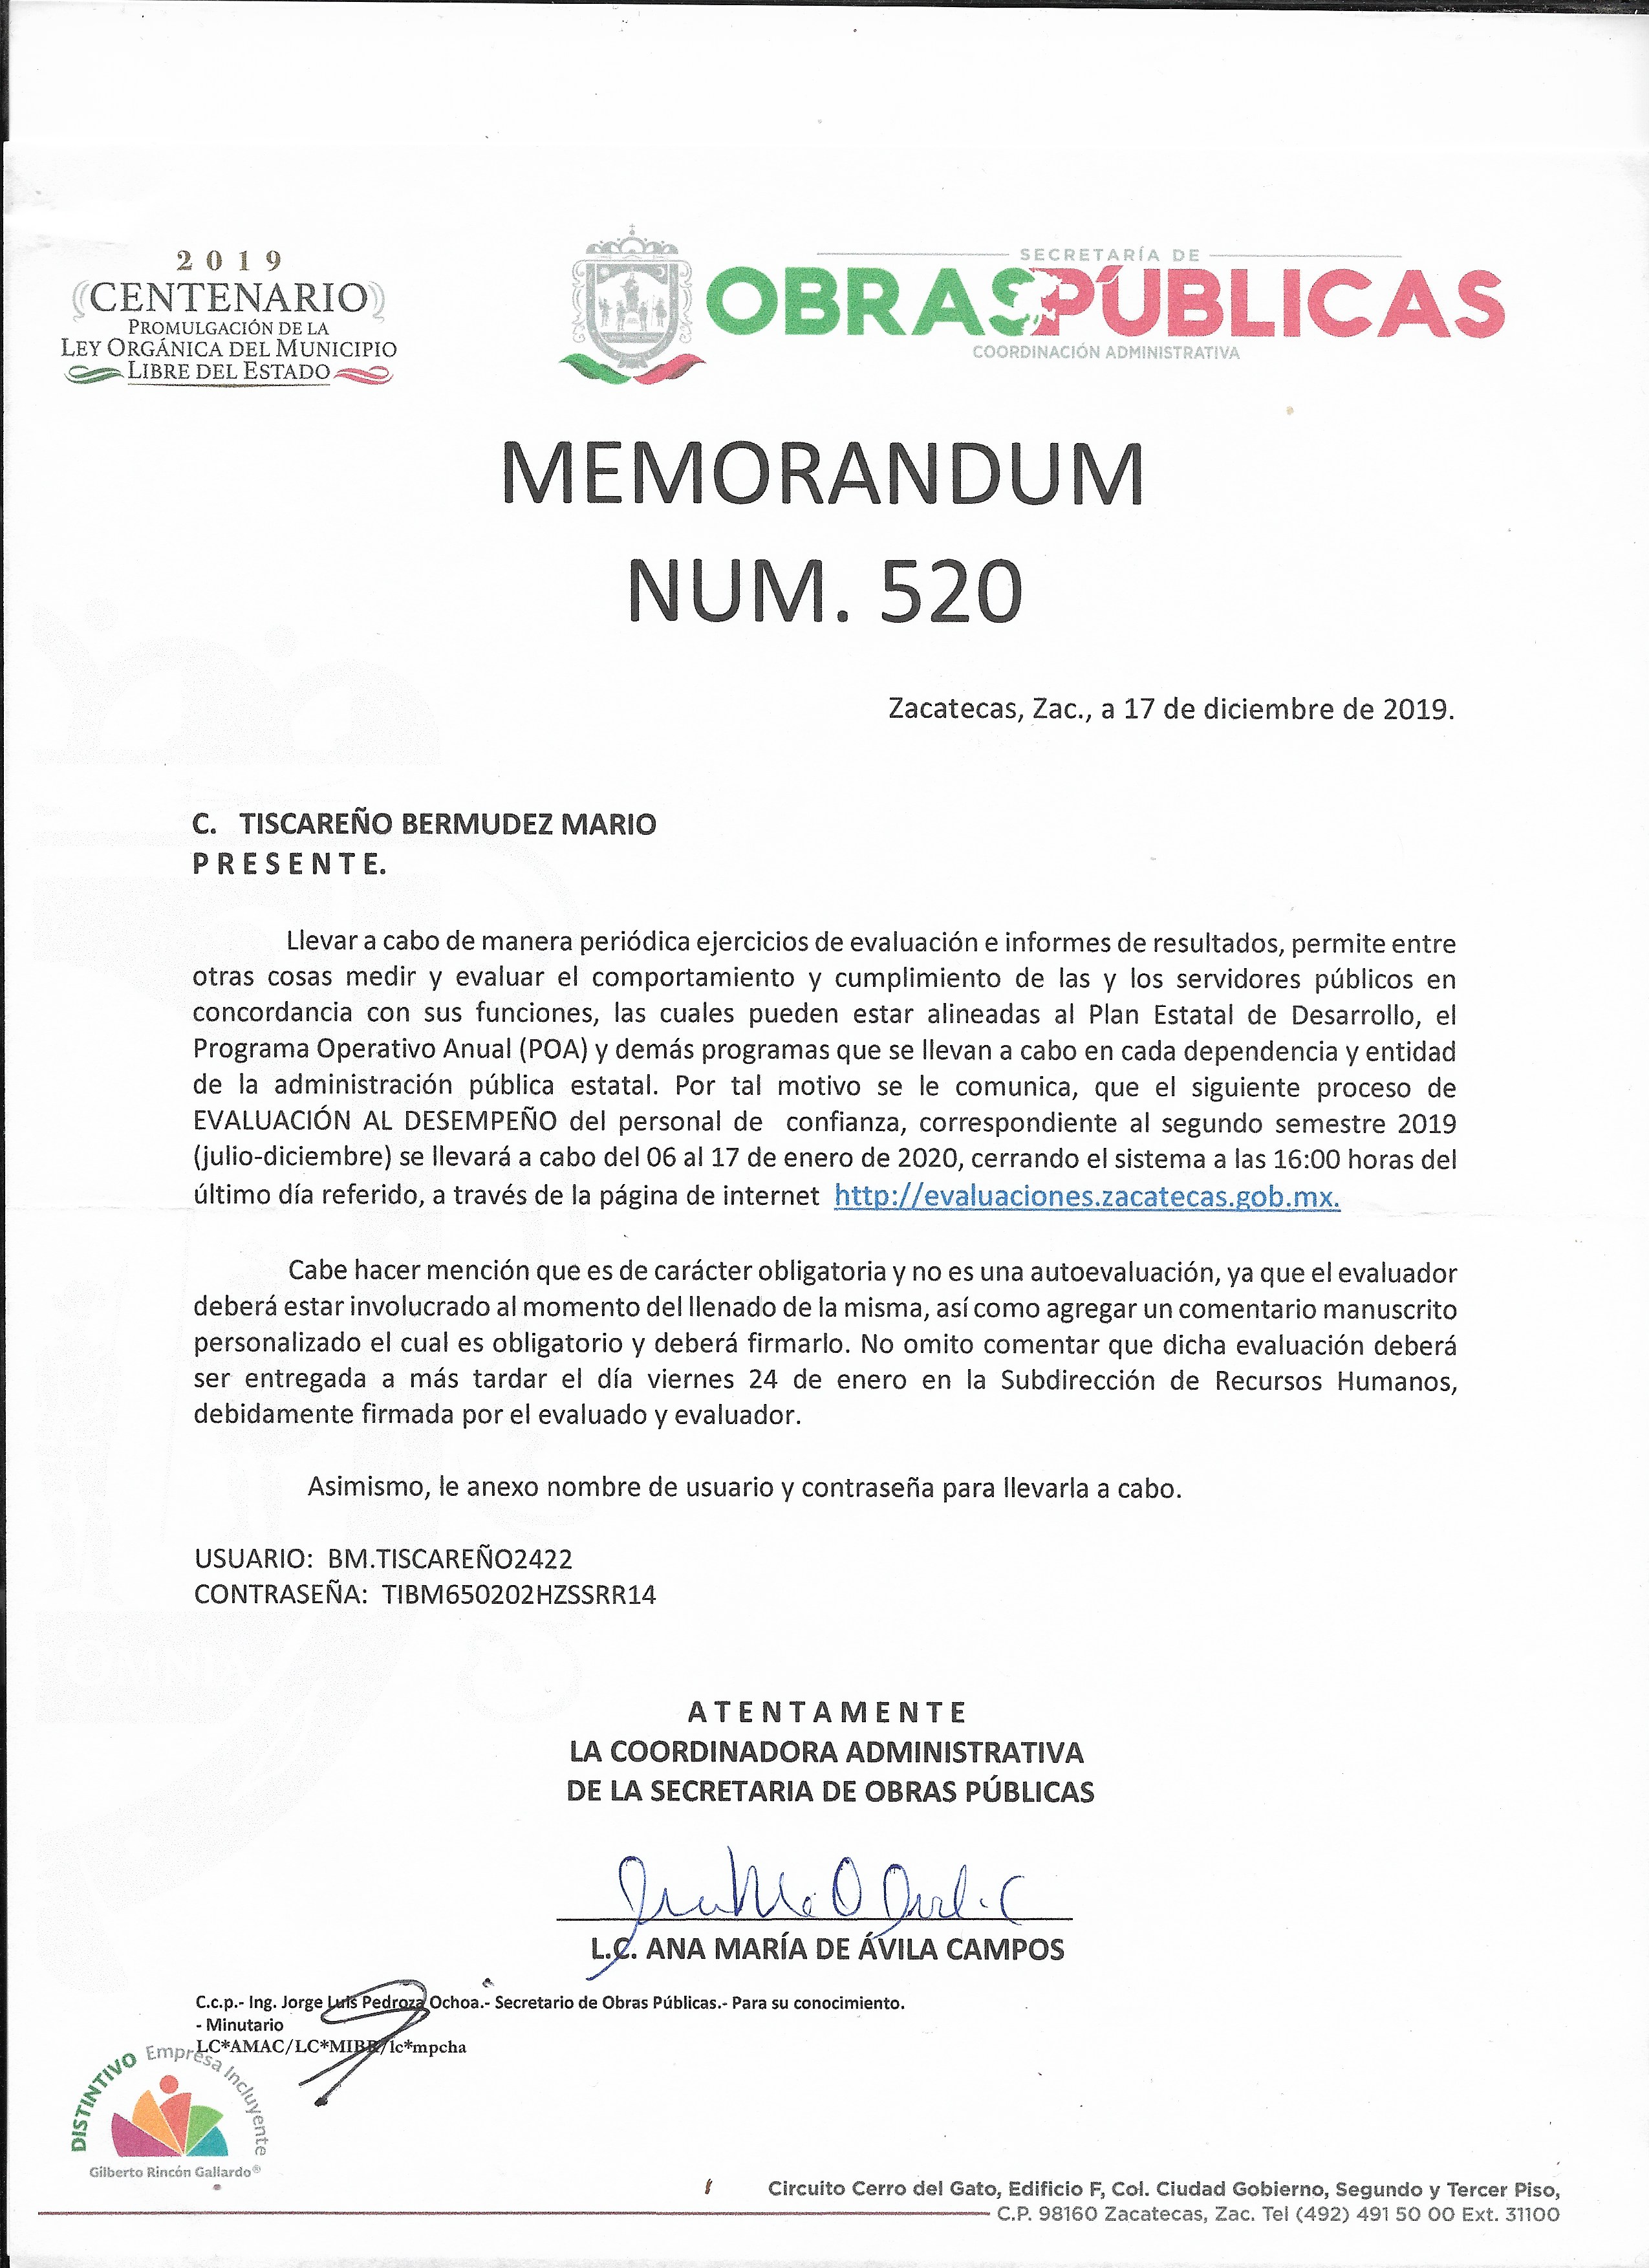 2019
CENTENARIO
PROMULGACIÓN DE LA
LEY ORGÁNICA DEL MUNICIPIO
LIBRE DEL ESTADO
SECRETARÍA DE
OBRASPÚBLICAS
COORDINACIÓN ADMINISTRATIVA
MEMORANDUM
NUM. 520
Zacatecas, Zac., a 17 de diciembre de 2019.
C. TISCAREÑO BERMUDEZ MARIO
P R E S E N T E.
Llevar a cabo de manera periódica ejercicios de evaluación e informes de resultados, permite entre
otras cosas medir y evaluar el comportamiento y cumplimiento de las y los servidores públicos en
concordancia con sus funciones, las cuales pueden estar alineadas al Plan Estatal de Desarrollo, el
Programa Operativo Anual (POA) y demás programas que se llevan a cabo en cada dependencia y entidad
de la administración pública estatal. Por tal motivo se le comunica, que el siguiente proceso de
EVALUACIÓN AL DESEMPEÑO del personal de confianza, correspondiente al segundo semestre 2019
(julio-diciembre) se llevará a cabo del 06 al 17 de enero de 2020, cerrando el sistema a las 16:00 horas del
último día referido, a través de la página de internet http://evaluaciones.zacatecas.gob.mx.
Cabe hacer mención que es de carácter obligatoria y no es una autoevaluación, ya que el evaluador
deberá estar involucrado al momento del llenado de la misma, así como agregar un comentario manuscrito
personalizado el cual es obligatorio y deberá firmarlo. No omito comentar que dicha evaluación deberá
ser entregada a más tardar el día viernes 24 de enero en la Subdirección de Recursos Humanos,
debidamente firmada por el evaluado y evaluador.
Asimismo, le anexo nombre de usuario y contraseña para llevarla a cabo.
USUARIO: BM.TISCAREÑO2422
CONTRASEÑA: TIBM650202HZSSRR14
A T E N T A M E N T E
LA COORDINADORA ADMINISTRATIVA
DE LA SECRETARIA DE OBRAS PÚBLICAS
L.C. ANA MARÍA DE ÁVILA CAMPOS
C.c.p.- Ing. Jorge Luis Pedroza Ochoa.- Secretario de Obras Públicas.- Para su conocimiento.
- Minutario
LC*AMAC/LC*MIBR/lc*mpcha
DISTINTIVO Empresa Incluyente
Gilberto Rincón Gallardo®
Circuito Cerro del Gato, Edificio F, Col. Ciudad Gobierno, Segundo y Tercer Piso,
C.P. 98160 Zacatecas, Zac. Tel (492) 491 50 00 Ext. 31100